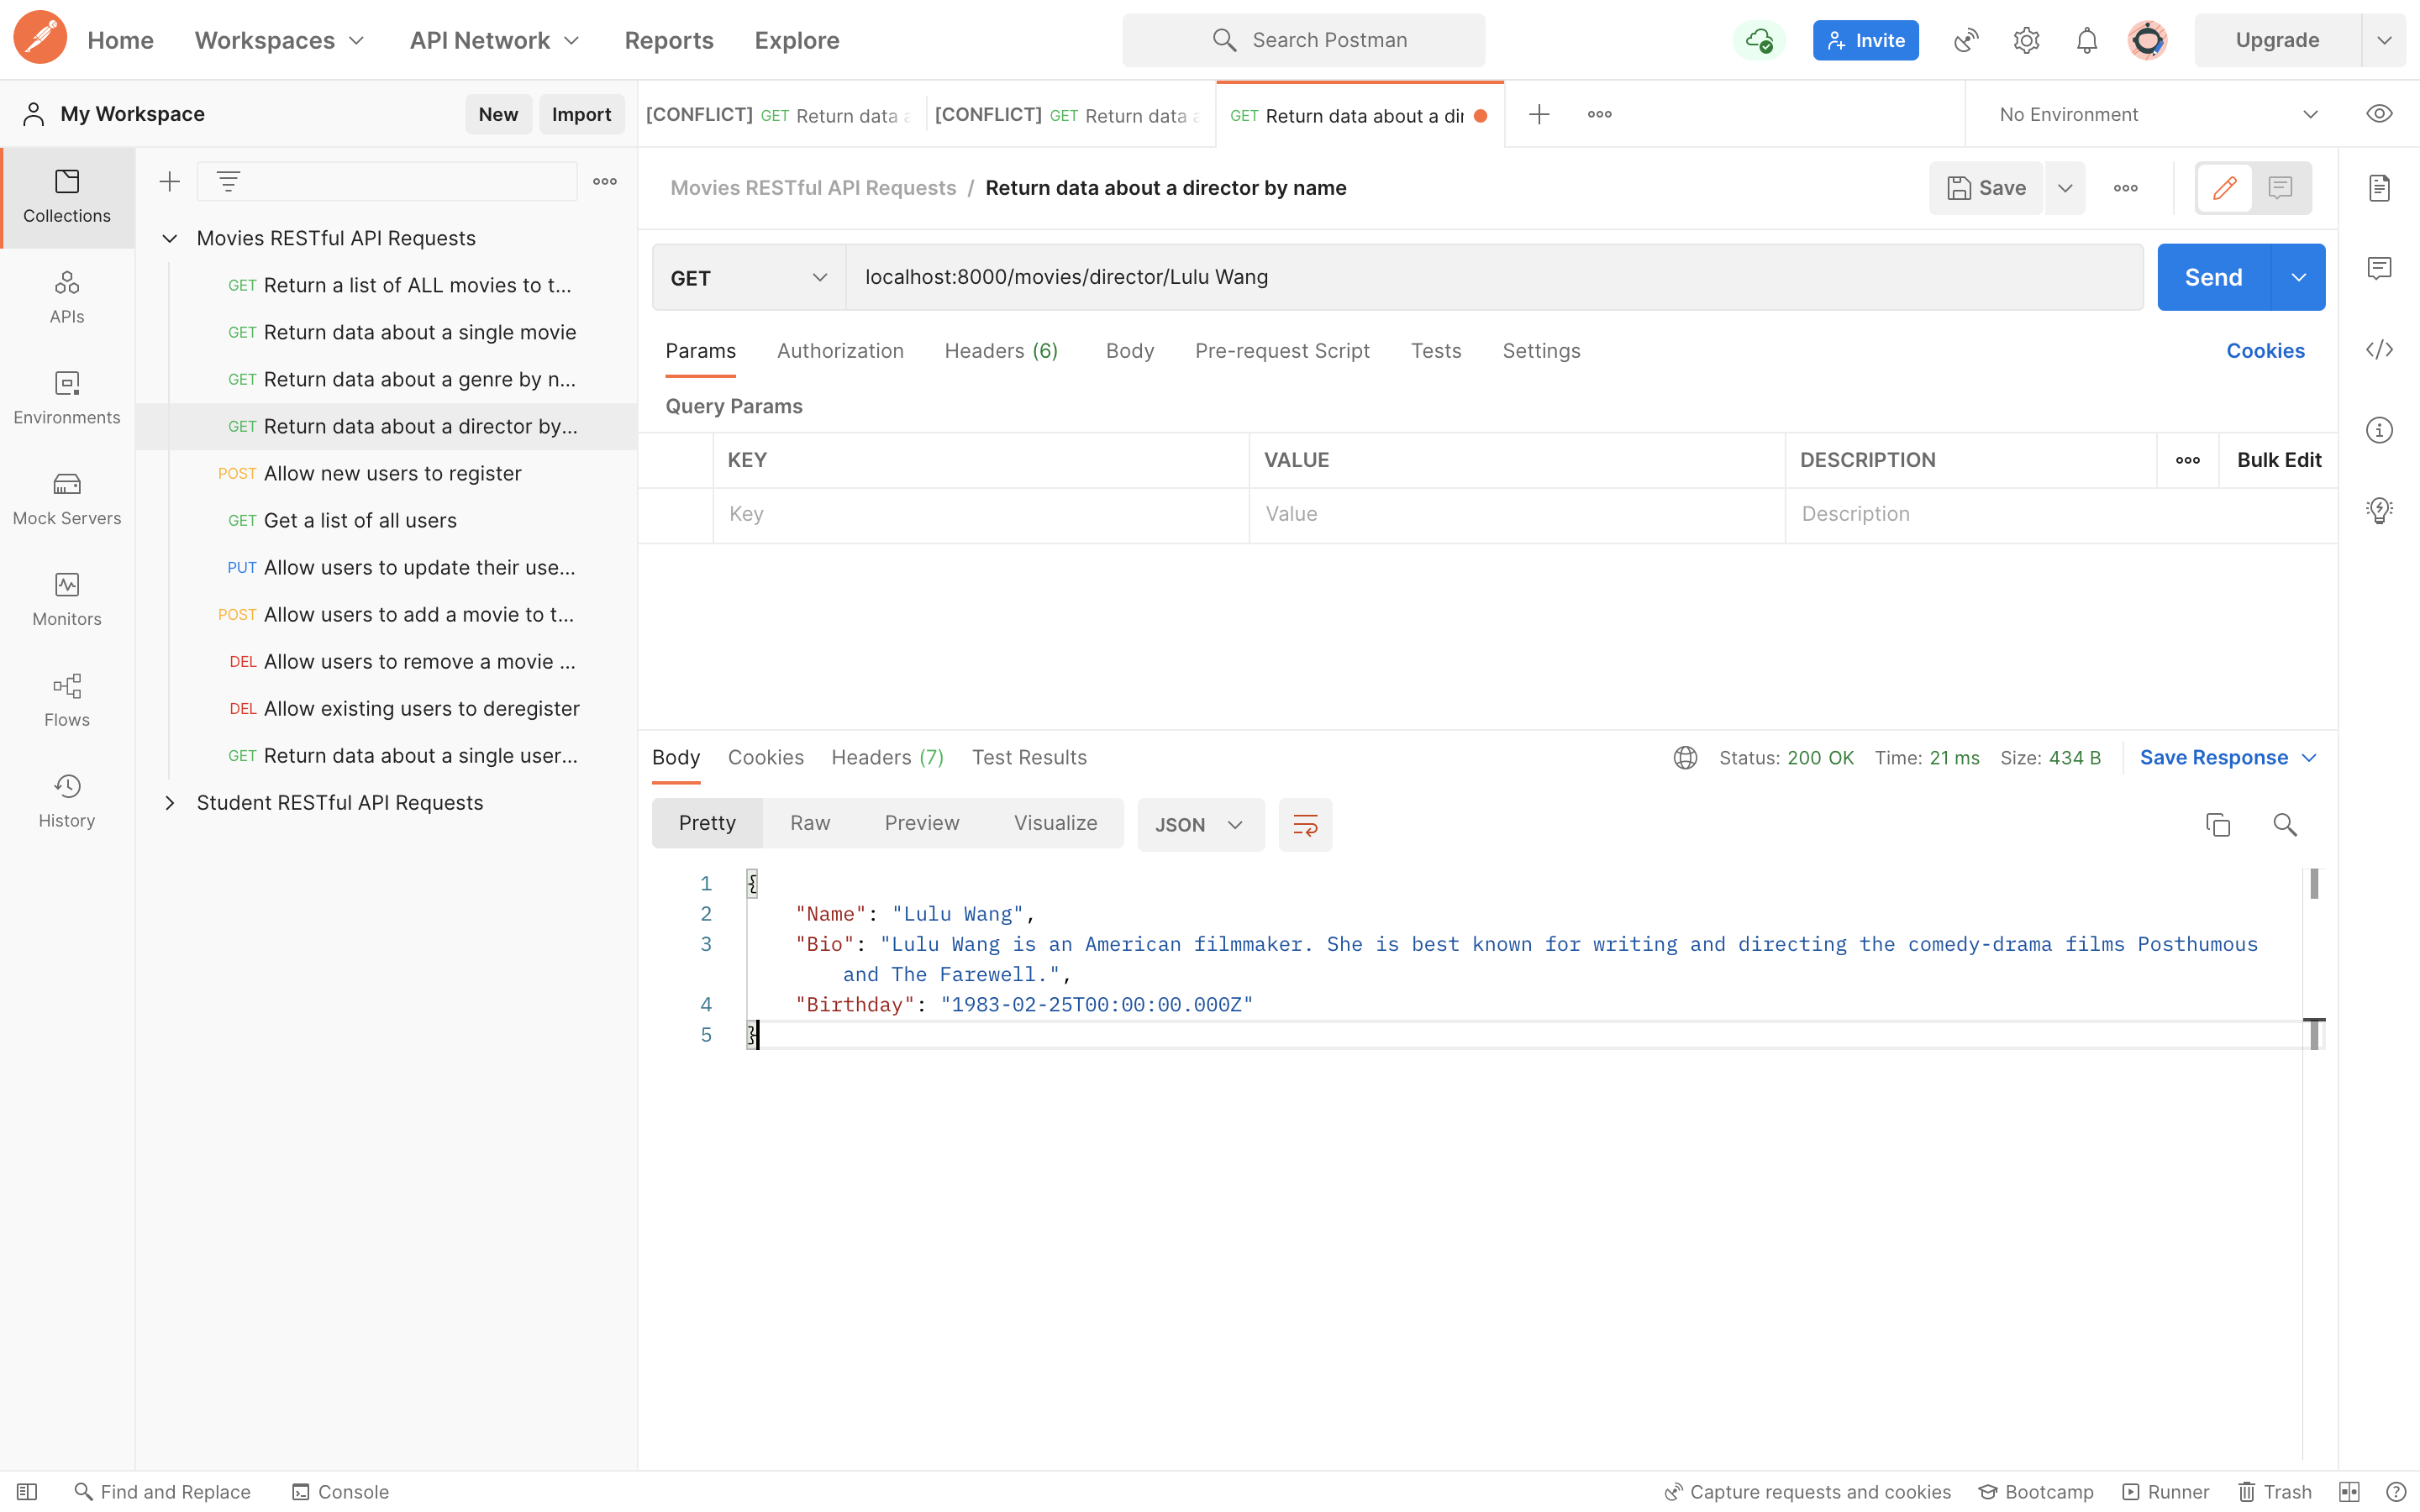 Home Workspaces API Network Reports Explore Search Postman Invite Upgrade
My Workspace New Import [CONFLICT] GET Return data a [CONFLICT] GET Return data a GET Return data about a dir No Environment
Collections
APIs
Environments
Mock Servers
Monitors
Flows
History
Movies RESTful API Requests
GET Return a list of ALL movies to t...
GET Return data about a single movie
GET Return data about a genre by n...
GET Return data about a director by...
POST Allow new users to register
GET Get a list of all users
PUT Allow users to update their use...
POST Allow users to add a movie to t...
DEL Allow users to remove a movie ...
DEL Allow existing users to deregister
GET Return data about a single user...
Student RESTful API Requests
Movies RESTful API Requests / Return data about a director by name Save
GET localhost:8000/movies/director/Lulu Wang Send
Params Authorization Headers (6) Body Pre-request Script Tests Settings Cookies
Query Params
KEY VALUE DESCRIPTION Bulk Edit
Key Value Description
Body Cookies Headers (7) Test Results Status: 200 OK Time: 21 ms Size: 434 B Save Response
Pretty Raw Preview Visualize JSON
1 {
2 "Name": "Lulu Wang",
3 "Bio": "Lulu Wang is an American filmmaker. She is best known for writing and directing the comedy-drama films Posthumous
and The Farewell.",
4 "Birthday": "1983-02-25T00:00:00.000Z"
5 }
Find and Replace Console Capture requests and cookies Bootcamp Runner Trash